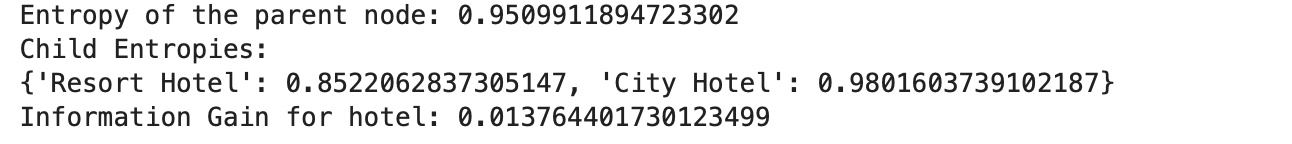 Entropy of the parent node: 0.9509911894723302
Child Entropies:
{'Resort Hotel': 0.8522062837305147, 'City Hotel': 0.9801603739102187}
Information Gain for hotel: 0.013764401730123499